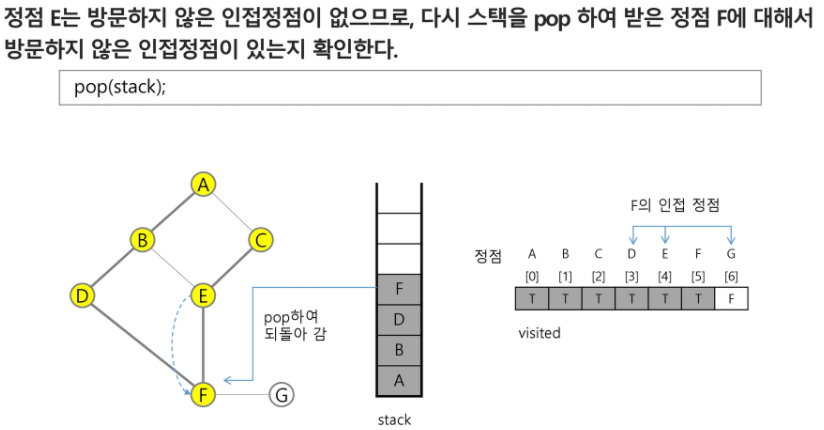 정점 E는 방문하지 않은 인접정점이 없으므로, 다시 스택을 pop 하여 받은 정점 F에 대해서
방문하지 않은 인접정점이 있는지 확인한다.
pop(stack);
A
B
C
D
E
F
G
pop하여
되돌아 감
F
D
B
A
stack
F의 인접 정점
정점 A B C D E F G
[0] [1] [2] [3] [4] [5] [6]
T T T T T T F
visited